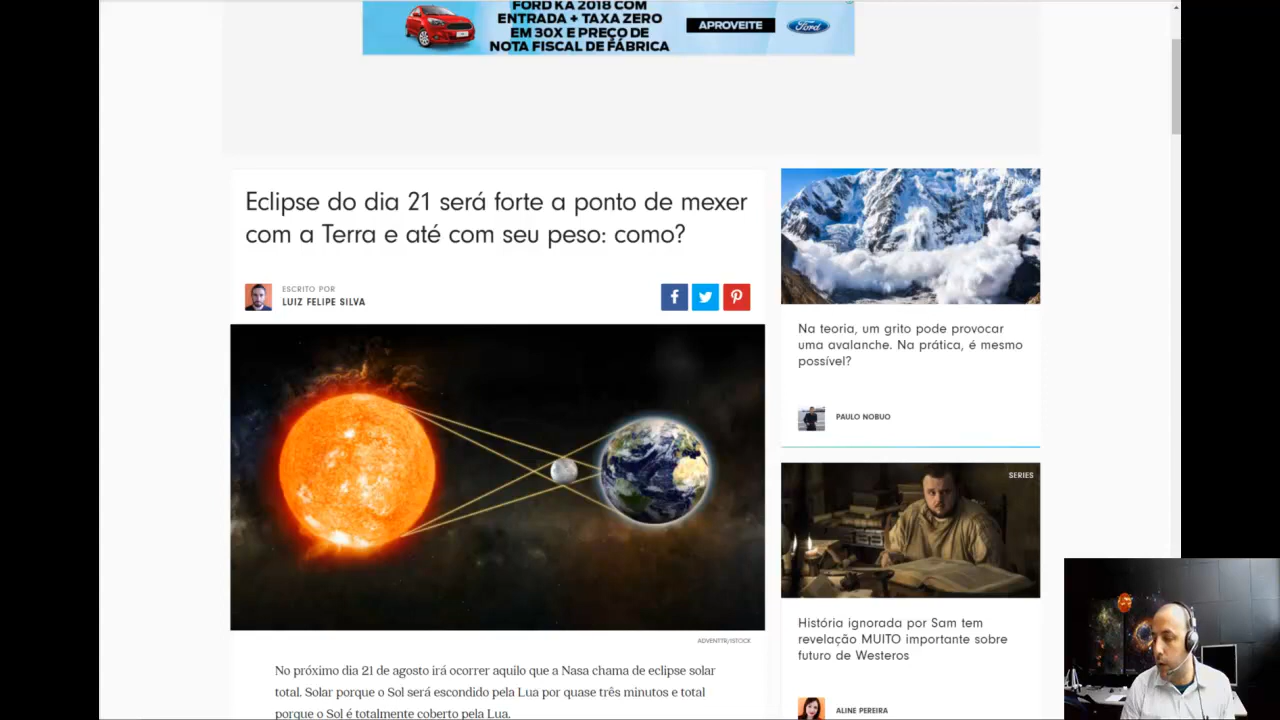 FORD KA 2018 COM
ENTRADA + TAXA ZERO
EM 30X E PREÇO DE
NOTA FISCAL DE FÁBRICA
APROVEITE
Ford
Eclipse do dia 21 será forte a ponto de mexer
com a Terra e até com seu peso: como?
ESCRITO POR
LUIZ FELIPE SILVA
ADVENTTR/ISTOCK
No próximo dia 21 de agosto irá ocorrer aquilo que a Nasa chama de eclipse solar
total. Solar porque o Sol será escondido pela Lua por quase três minutos e total
porque o Sol é totalmente coberto pela Lua.
Na teoria, um grito pode provocar
uma avalanche. Na prática, é mesmo
possível?
PAULO NOBUO
SERIES
História ignorada por Sam tem
revelação MUITO importante sobre
futuro de Westeros
ALINE PEREIRA